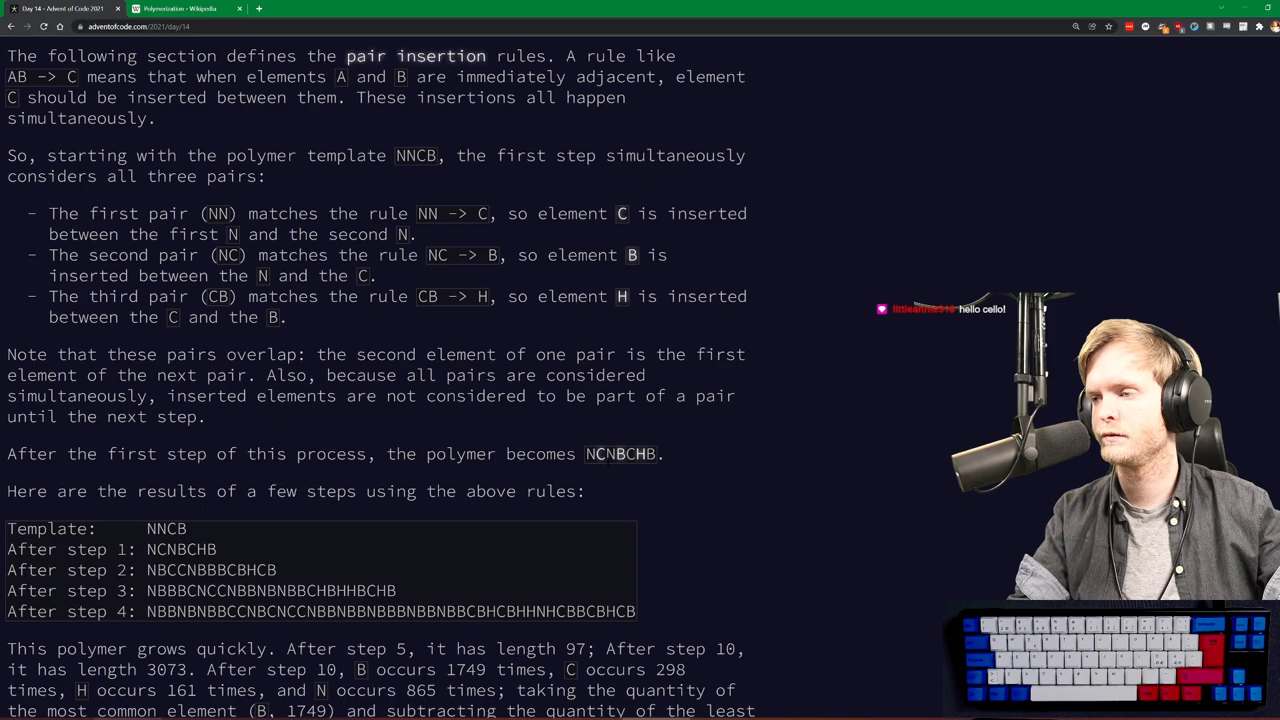 Day 14 - Advent of Code 2021
Polymerization - Wikipedia
adventofcode.com/2021/day/14
The following section defines the pair insertion rules. A rule like
AB -> C means that when elements A and B are immediately adjacent, element
C should be inserted between them. These insertions all happen
simultaneously.
So, starting with the polymer template NNCB, the first step simultaneously
considers all three pairs:
- The first pair (NN) matches the rule NN -> C, so element C is inserted
between the first N and the second N.
- The second pair (NC) matches the rule NC -> B, so element B is
inserted between the N and the C.
- The third pair (CB) matches the rule CB -> H, so element H is inserted
between the C and the B.
Note that these pairs overlap: the second element of one pair is the first
element of the next pair. Also, because all pairs are considered
simultaneously, inserted elements are not considered to be part of a pair
until the next step.
After the first step of this process, the polymer becomes NCNBCHB.
Here are the results of a few steps using the above rules:
Template: NNCB
After step 1: NCNBCHB
After step 2: NBCCNBBBCBHCB
After step 3: NBBBCNCCNBBNBNBBCHBHHBCHB
After step 4: NBBNBNBBCCNBCNCCNBNBBNBBNBBBNBBNBBCBHCBHHNHCBBCBHCB
This polymer grows quickly. After step 5, it has length 97; After step 10,
it has length 3073. After step 10, B occurs 1749 times, C occurs 298
times, H occurs 161 times, and N occurs 865 times; taking the quantity of
the most common element (B, 1749) and subtracting the quantity of the least
hello cello!